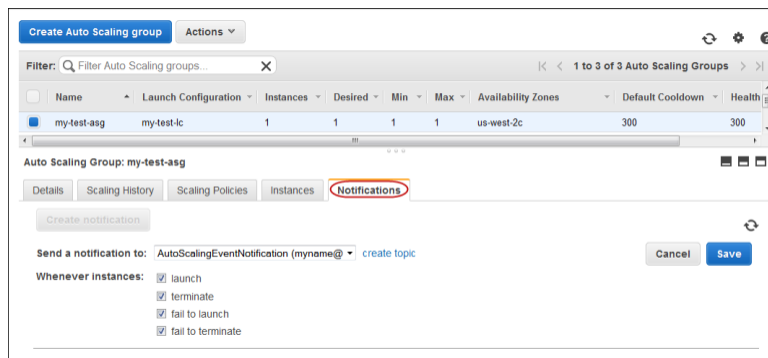 Create Auto Scaling group Actions
Filter: Filter Auto Scaling groups... 1 to 3 of 3 Auto Scaling Groups
Name Launch Configuration Instances Desired Min Max Availability Zones Default Cooldown Health
my-test-asg my-test-lc 1 1 1 1 us-west-2c 300 300
Auto Scaling Group: my-test-asg
Details Scaling History Scaling Policies Instances Notifications
Create notification
Send a notification to: AutoScalingEventNotification (myname@ create topic Cancel Save
Whenever instances: launch
terminate
fail to launch
fail to terminate